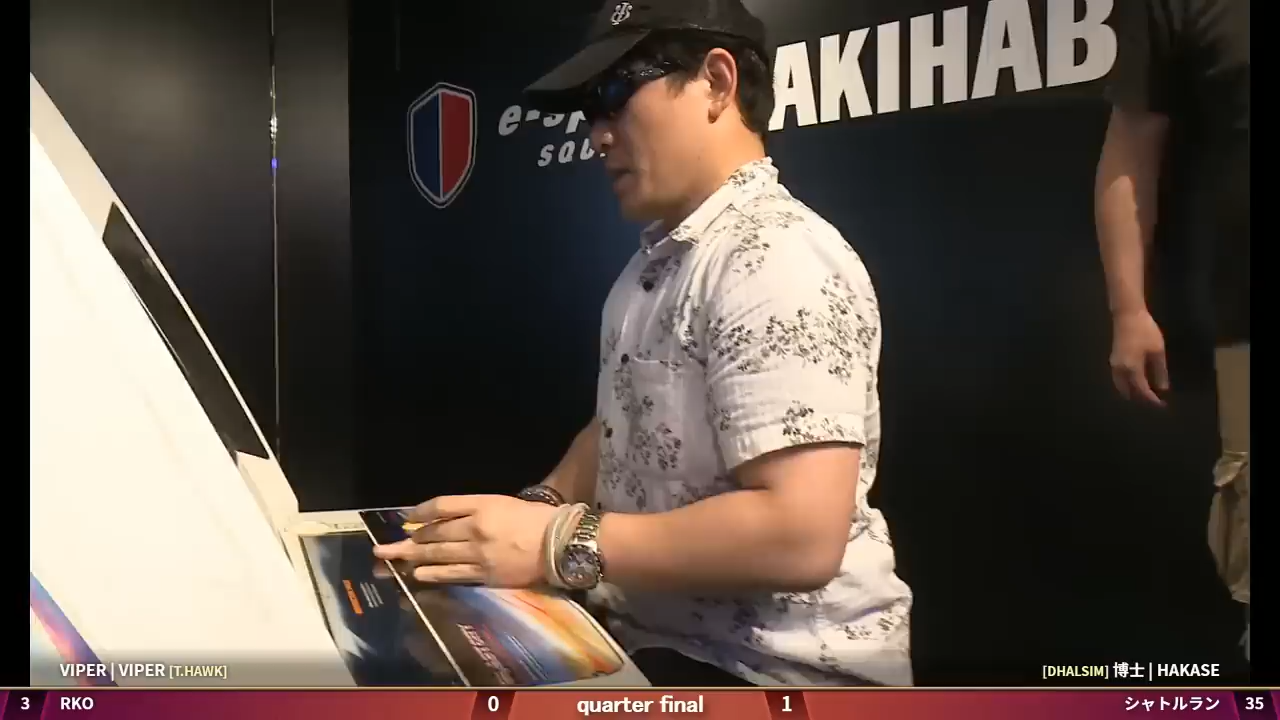 AKIHAB
e-sp
SQU
VIPER | VIPER [T.HAWK]
[DHALSIM] 博士 | HAKASE
3 RKO 0 quarter final 1 シャトルラン 35